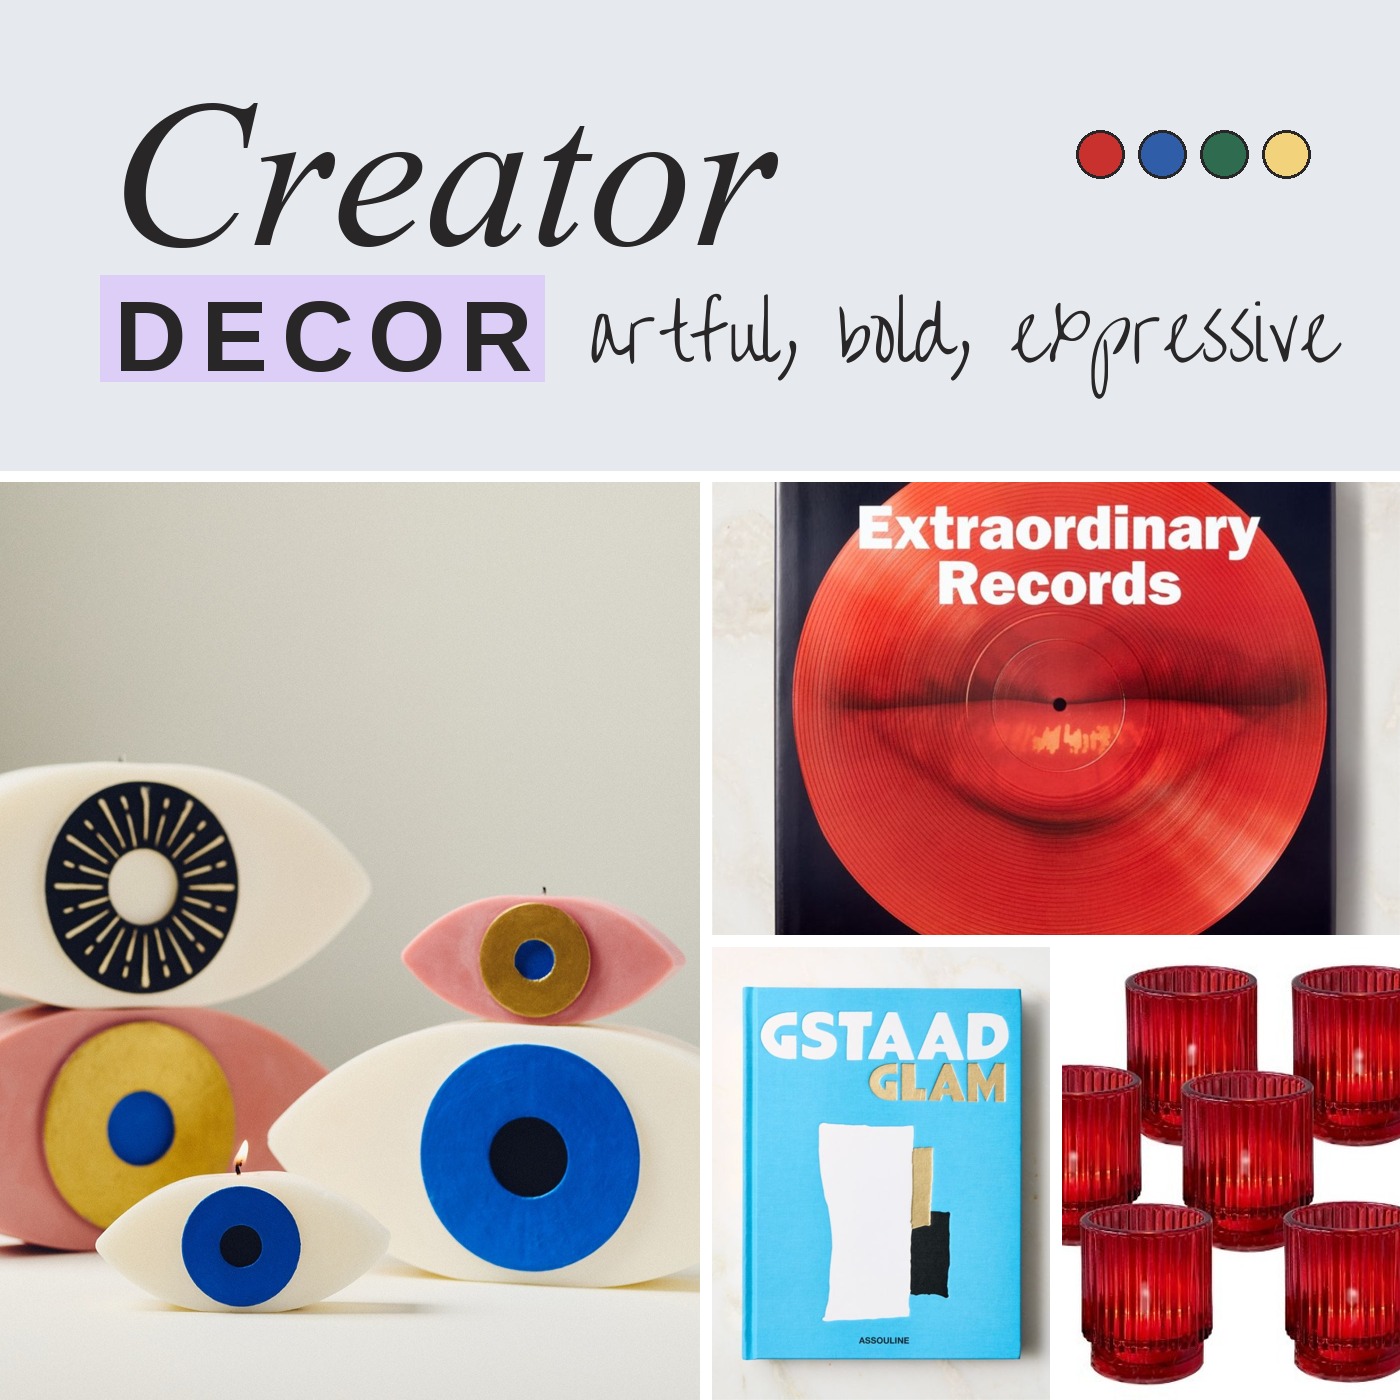 Creator
DECOR artful, bold, expressive
Extraordinary
Records
GSTAAD
GLAM
ASSOULINE